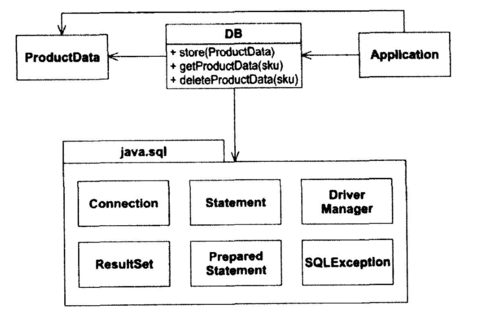 DB
ProductData
+ store(ProductData)
+ getProductData(sku)
+ deleteProductData(sku)
Application
java.sql
Connection
Statement
Driver
Manager
ResultSet
Prepared
Statement
SQLException